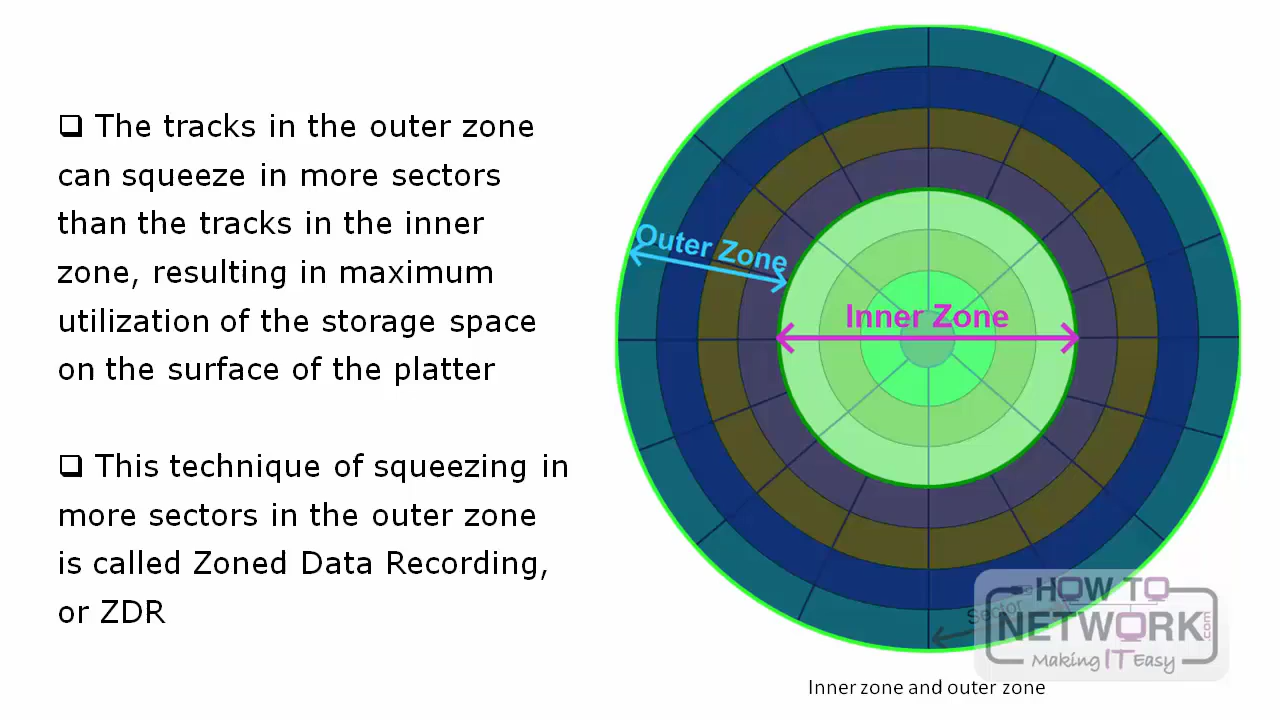 ❑ The tracks in the outer zone
can squeeze in more sectors
than the tracks in the inner
zone, resulting in maximum
utilization of the storage space
on the surface of the platter
❑ This technique of squeezing in
more sectors in the outer zone
is called Zoned Data Recording,
or ZDR
Outer Zone
Inner Zone
Sector
HOW TO
NETWORK.com
Making IT Easy
Inner zone and outer zone